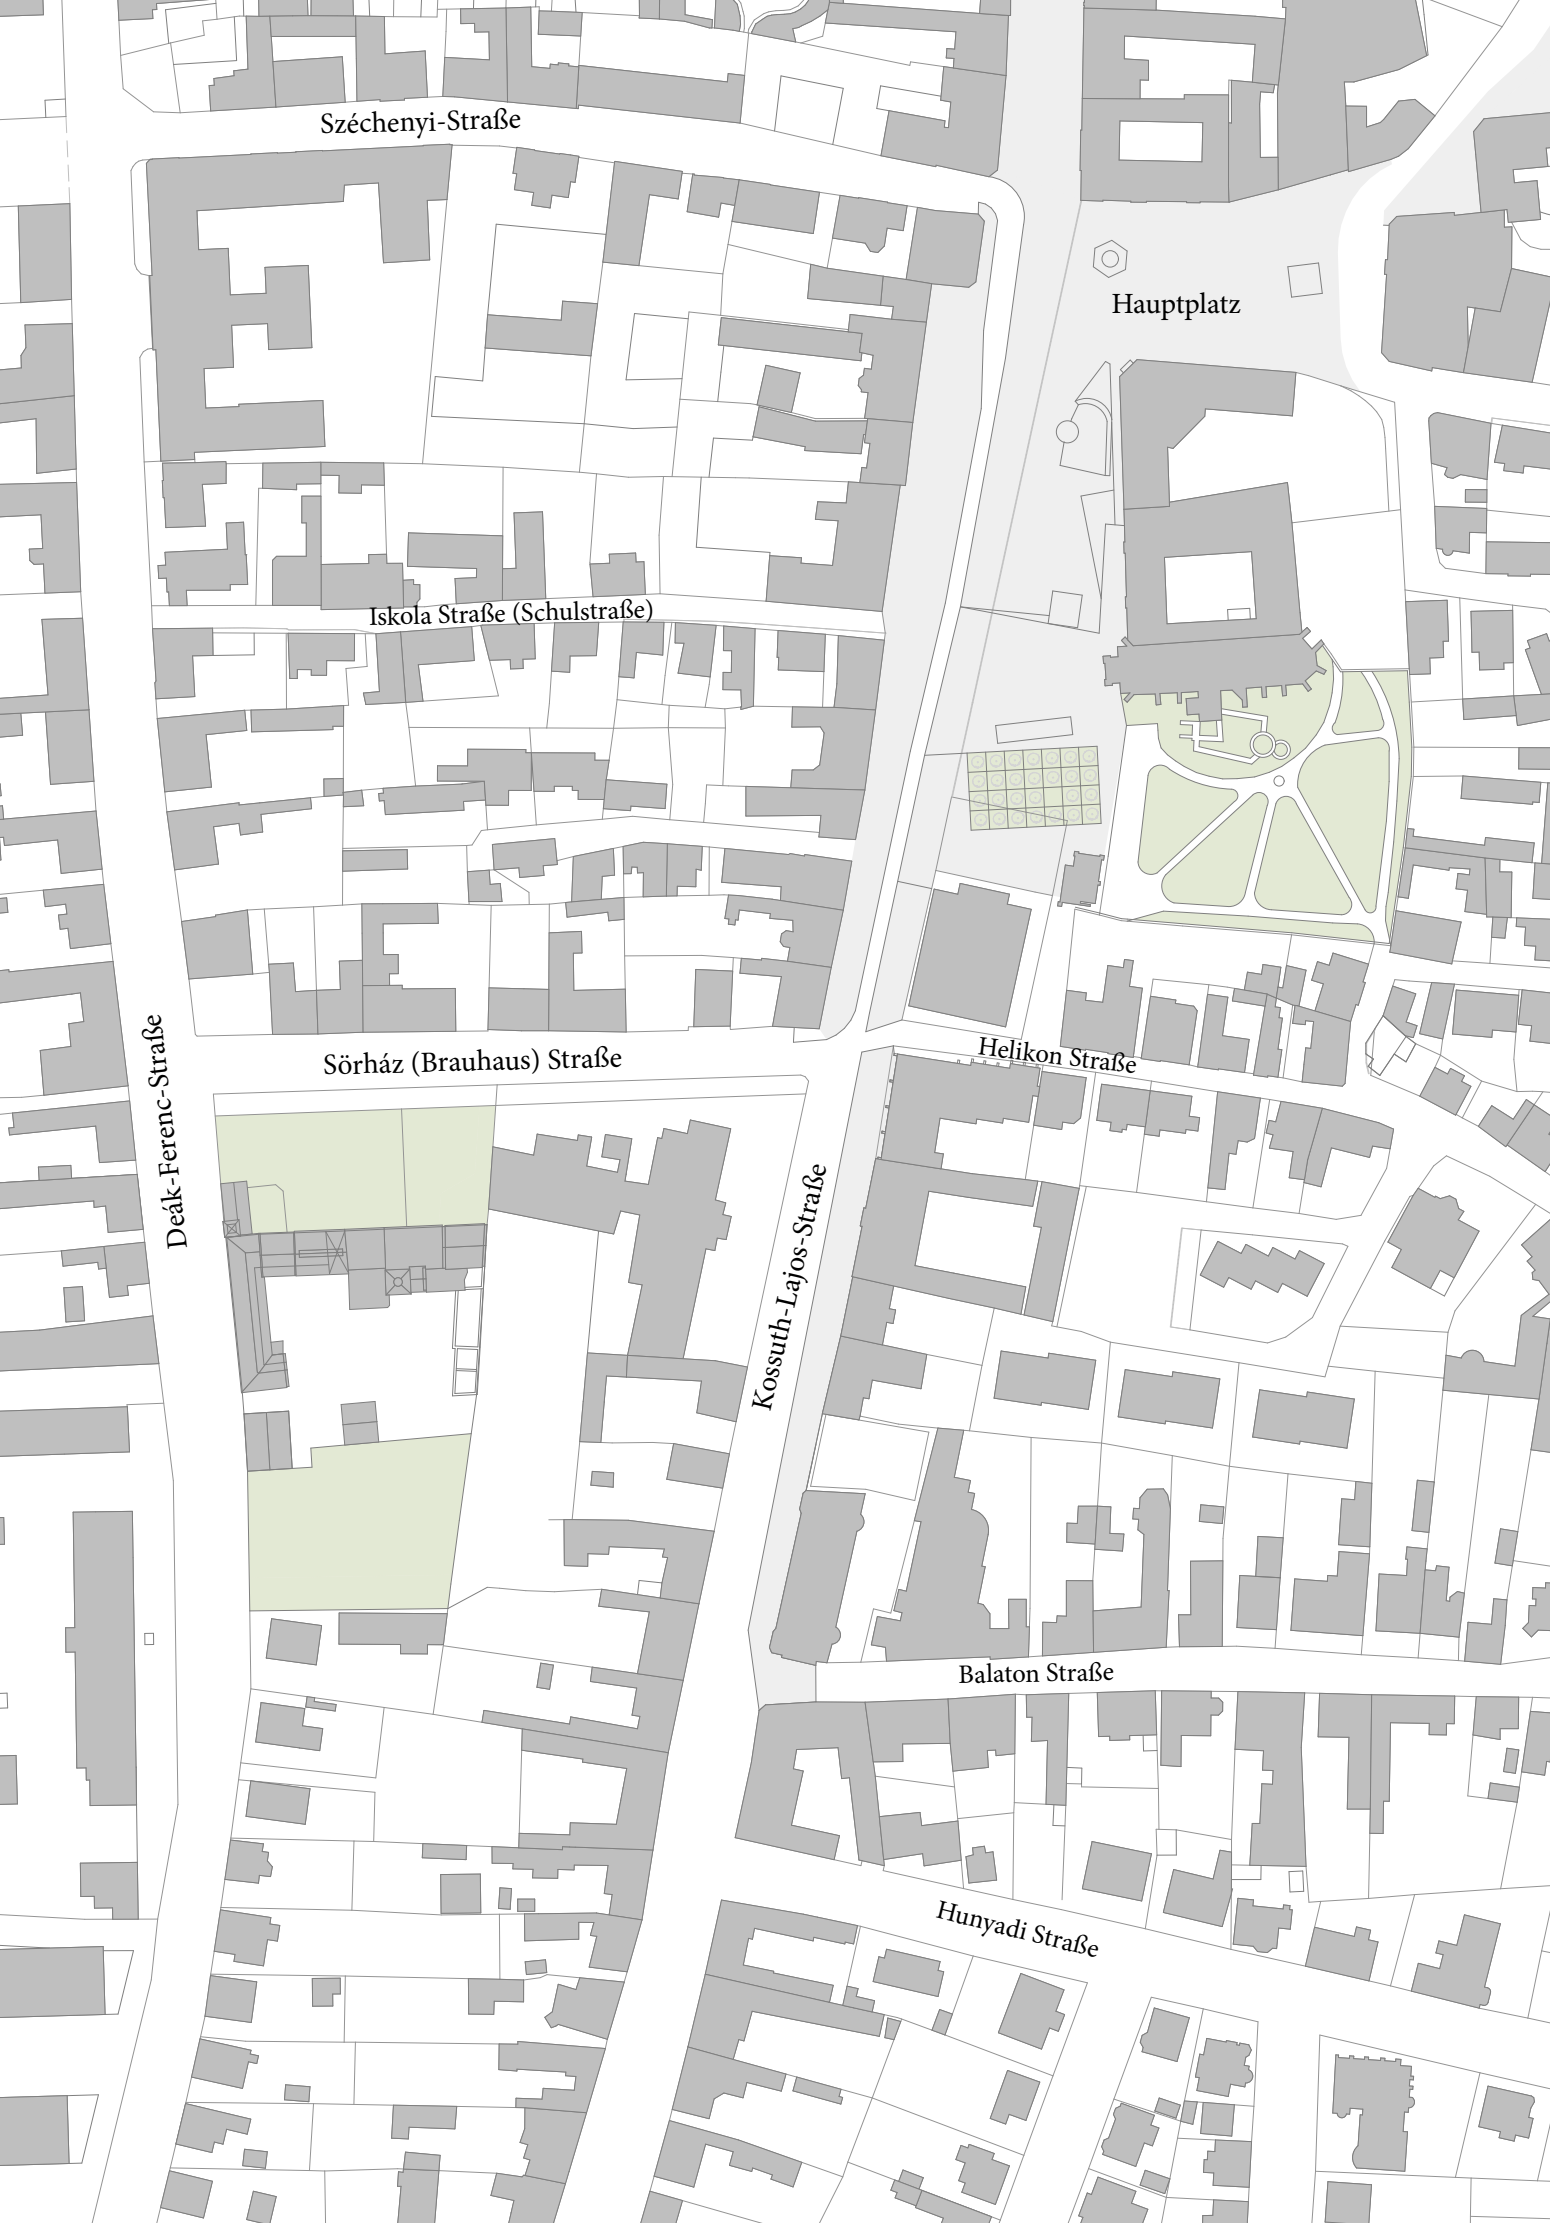 Széchenyi-Straße
Hauptplatz
Iskola Straße (Schulstraße)
Helikon Straße
Sörház (Brauhaus) Straße
Deák-Ferenc-Straße
Kossuth-Lajos-Straße
Balaton Straße
Hunyadi Straße